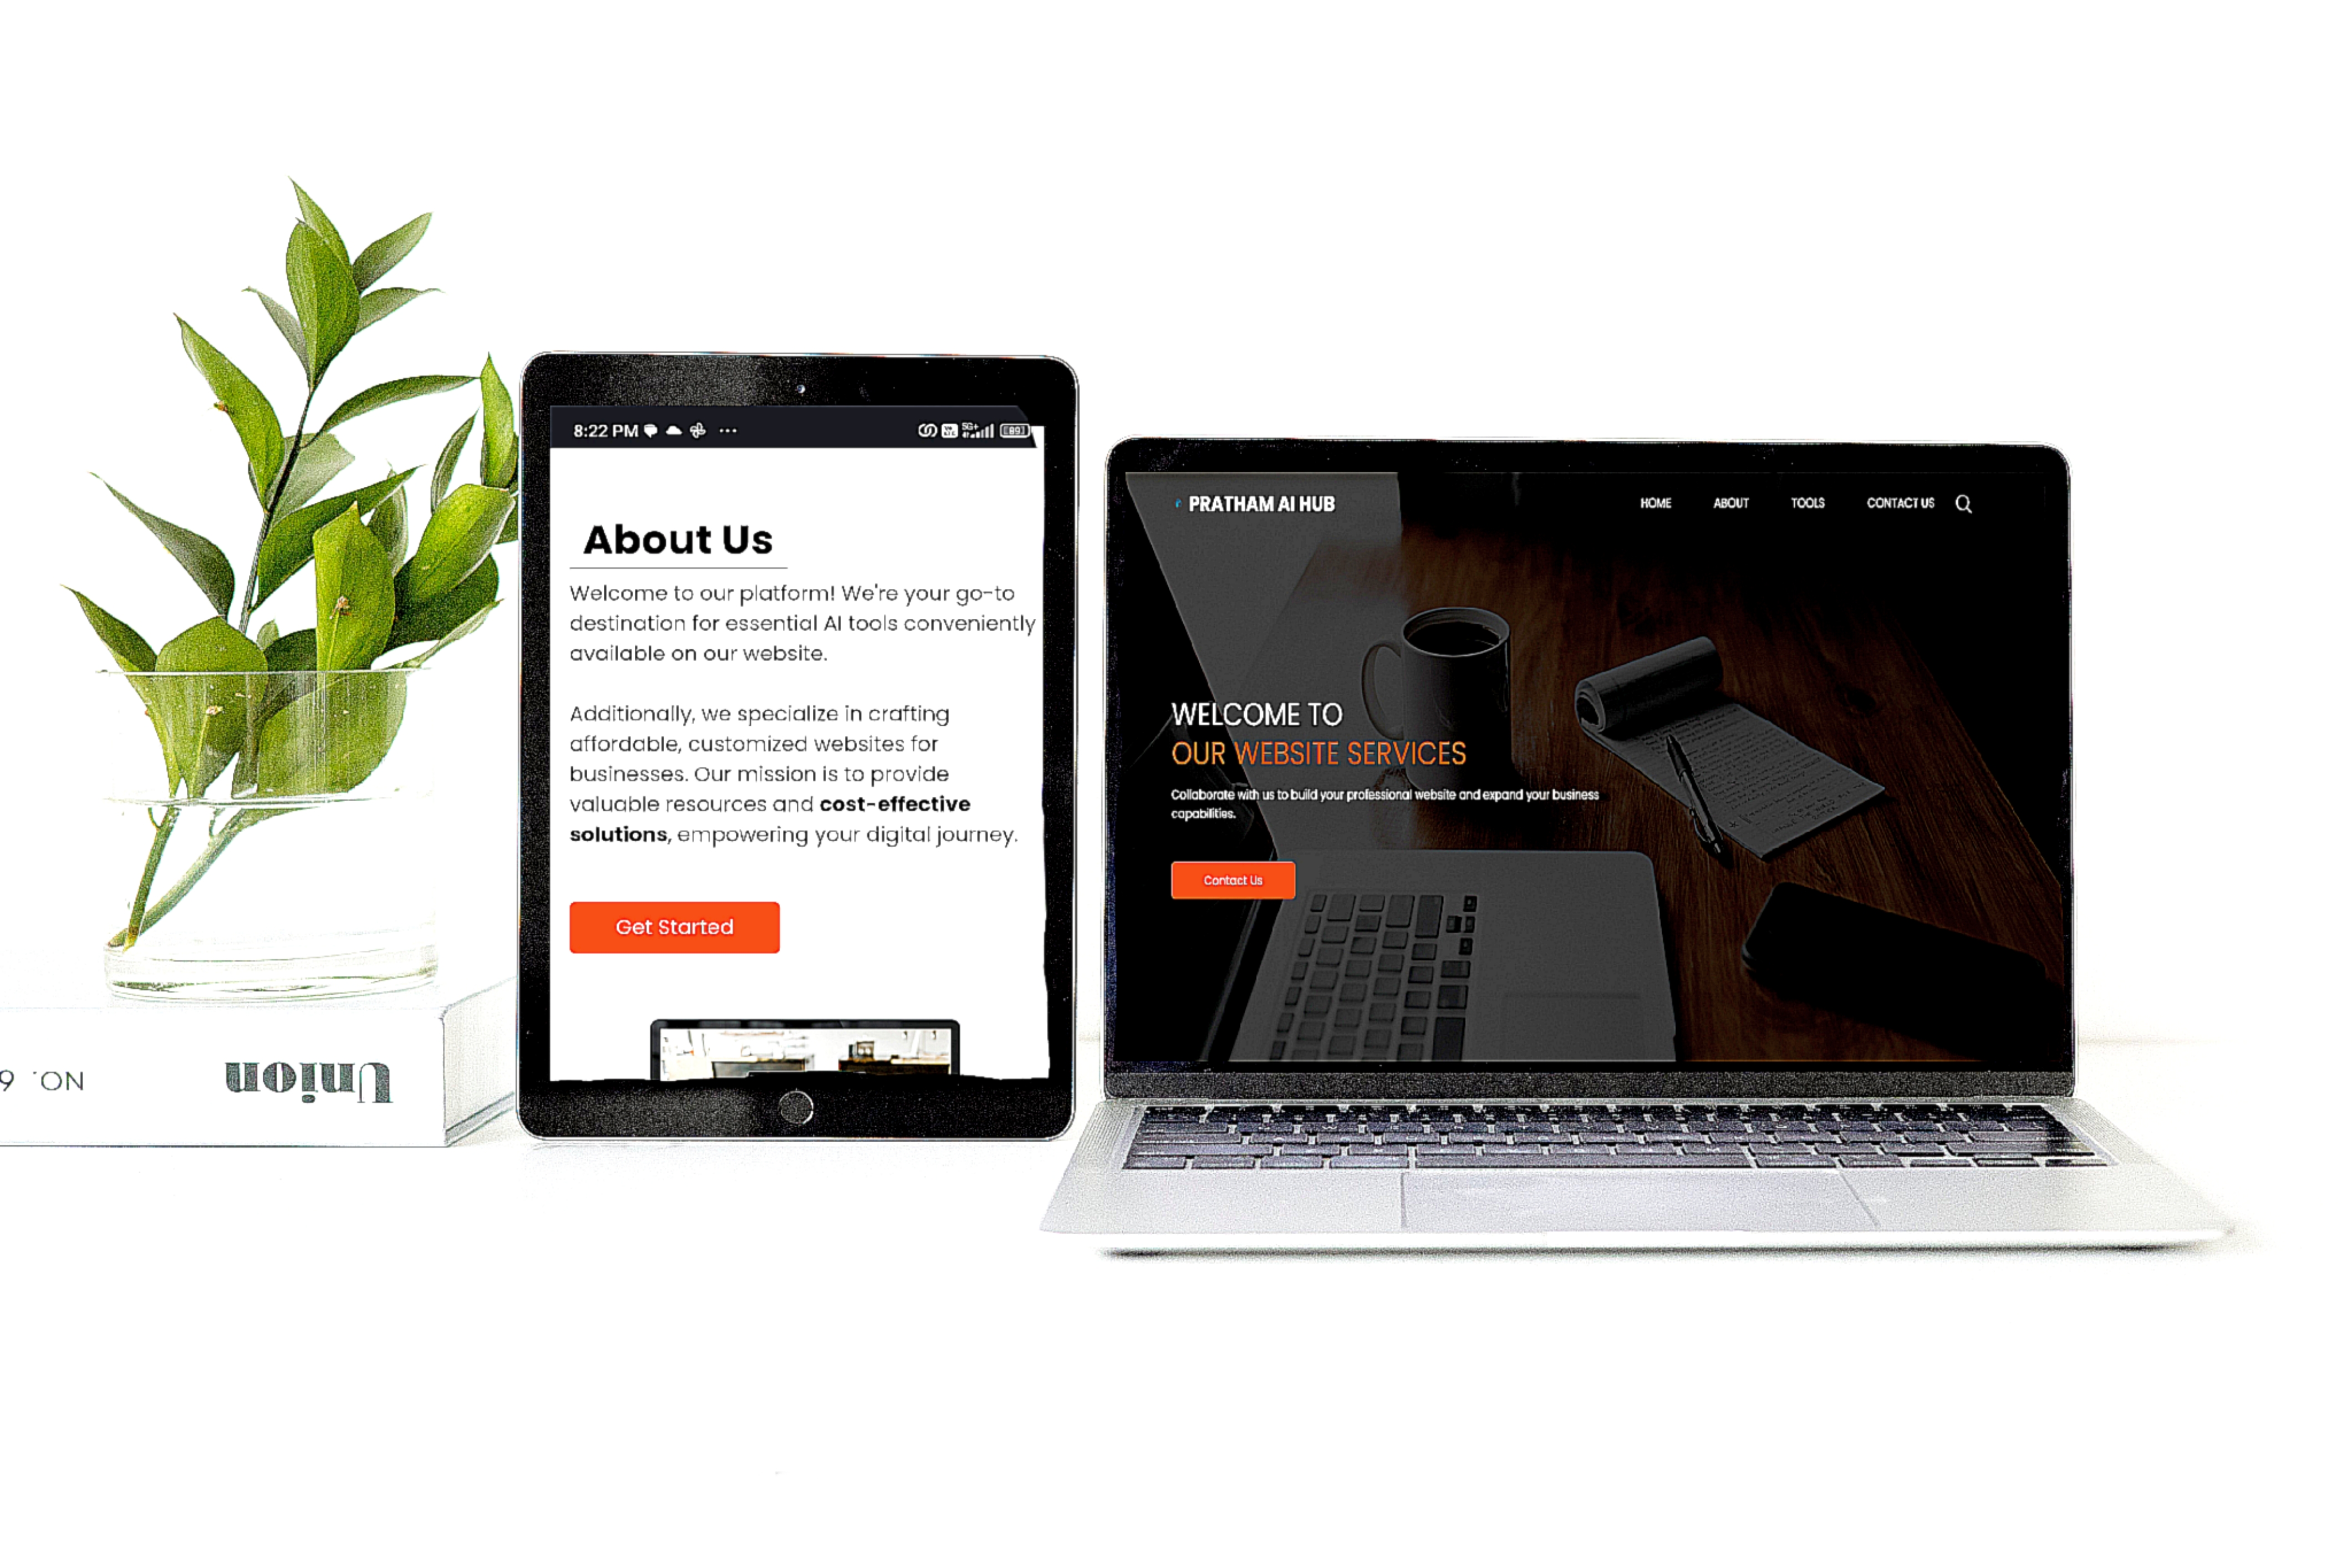 8:22 PM
5G+
89
About Us
Welcome to our platform! We're your go-to
destination for essential AI tools conveniently
available on our website.
Additionally, we specialize in crafting
affordable, customized websites for
businesses. Our mission is to provide
valuable resources and cost-effective
solutions, empowering your digital journey.
Get Started
PRATHAM AI HUB
HOME ABOUT TOOLS CONTACT US
WELCOME TO
OUR WEBSITE SERVICES
Collaborate with us to build your professional website and expand your business
capabilities.
Contact Us
Union
NO. 6